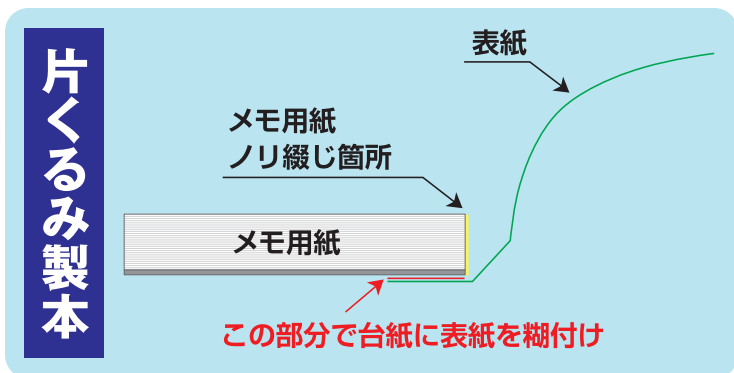 片くるみ製本
表紙
メモ用紙
ノリ綴じ箇所
メモ用紙
この部分で台紙に表紙を糊付け